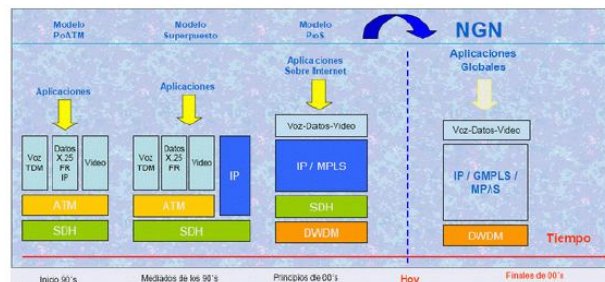 Modelo
PoATM
Modelo
Superpuesto
Modelo
PoS
NGN
Aplicaciones
Aplicaciones
Aplicaciones
Sobre Internet
Aplicaciones
Globales
Voz
TDM
Datos
X.25
FR
IP
Video
ATM
SDH
Voz
TDM
Datos
X.25
FR
Video
IP
ATM
SDH
Voz-Datos-Video
IP / MPLS
SDH
DWDM
Voz-Datos-Video
IP / GMPLS /
DWDM
Tiempo
Inicio 90´s
Mediados de los 90´s
Principios de 00´s
Hoy
Finales de 00´s